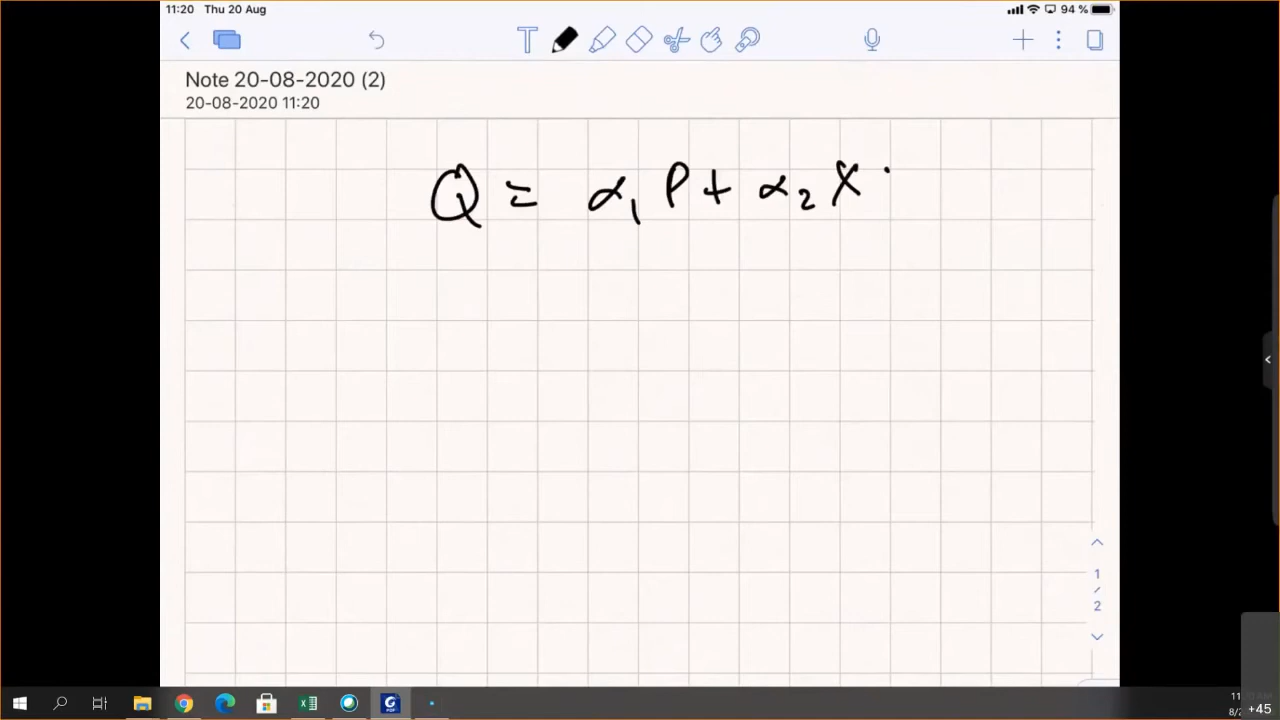 11:20 Thu 20 Aug 94 %
Note 20-08-2020 (2)
20-08-2020 11:20
Q = α₁ P + α₂ X
1
2
+45